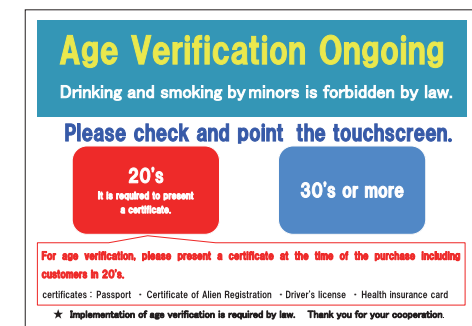 Age Verification Ongoing
Drinking and smoking by minors is forbidden by law.
Please check and point the touchscreen.
20's
It is required to present
a certificate.
30's or more
For age verification, please present a certificate at the time of the purchase including
customers in 20's.
certificates : Passport ・ Certificate of Alien Registration ・Driver's license ・ Health insurance card
★ Implementation of age verification is required by law. Thank you for your cooperation.